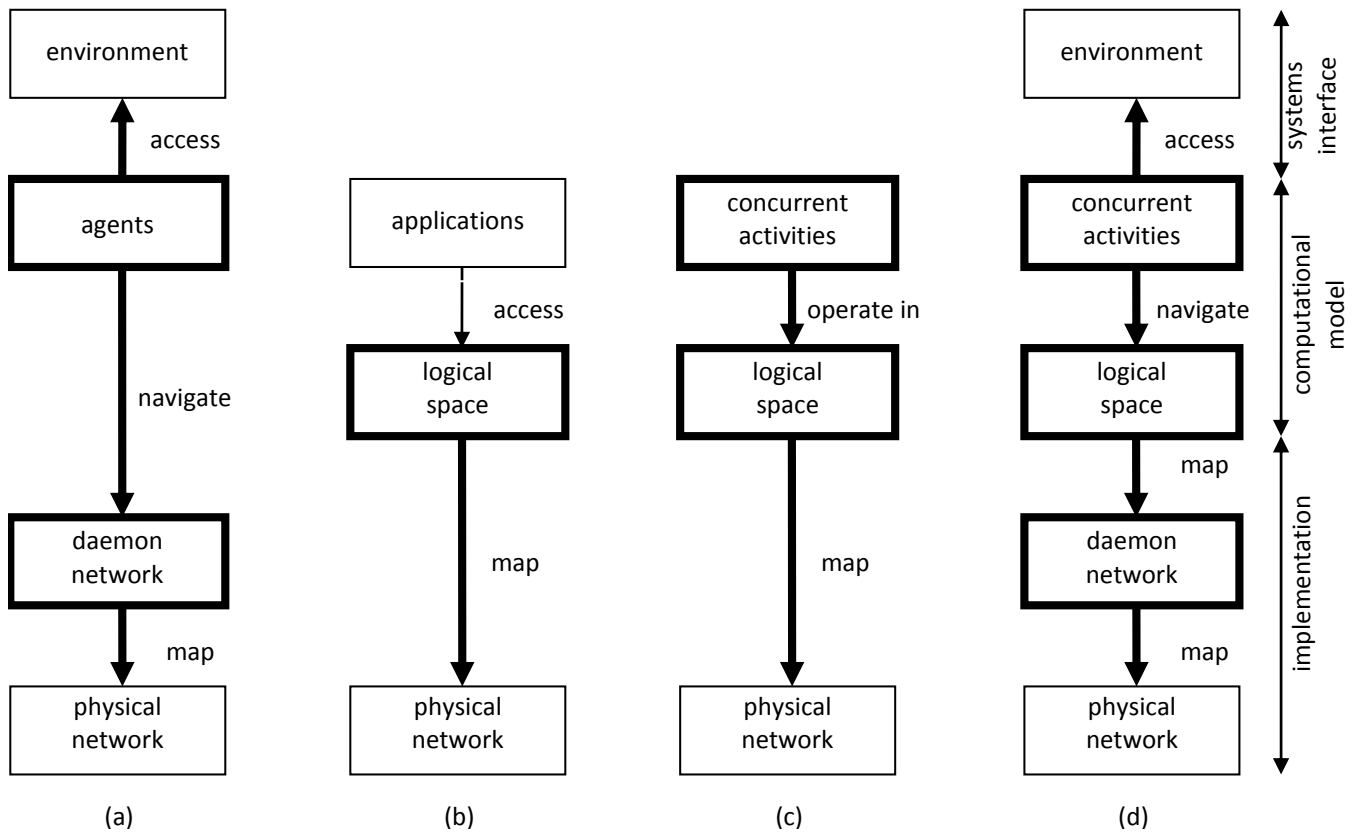 environment
access
agents
navigate
daemon
network
map
physical
network
(a)
applications
access
logical
space
map
physical
network
(b)
concurrent
activities
operate in
logical
space
map
physical
network
(c)
environment
access
concurrent
activities
navigate
logical
space
map
daemon
network
map
physical
network
(d)
systems
interface
computational
model
implementation